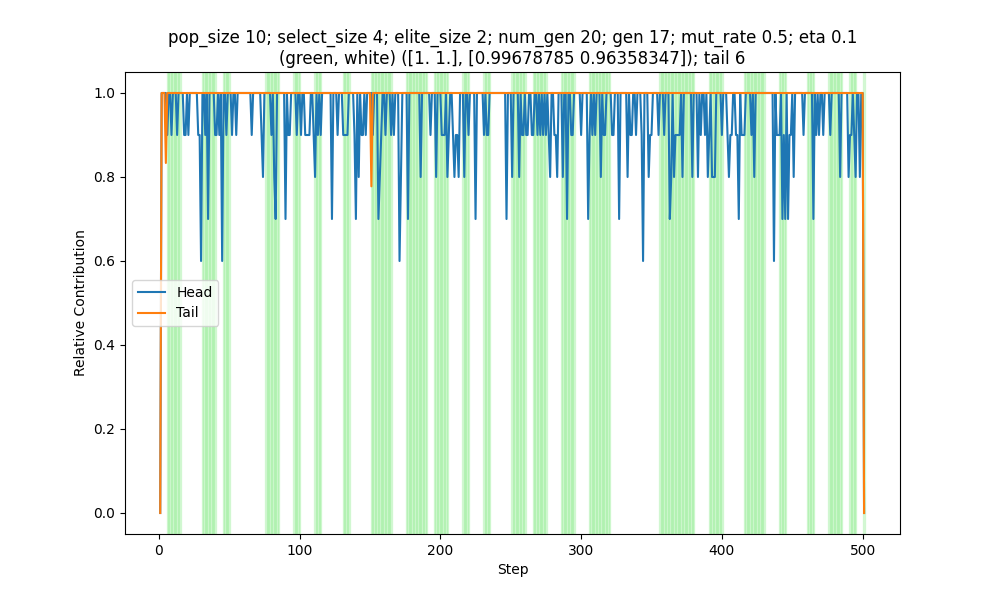 pop_size 10; select_size 4; elite_size 2; num_gen 20; gen 17; mut_rate 0.5; eta 0.1
(green, white) ([1. 1.], [0.99678785 0.96358347]); tail 6
1.0
0.8
0.6
0.4
0.2
0.0
Relative Contribution
Head
Tail
0
100
200
300
400
500
Step